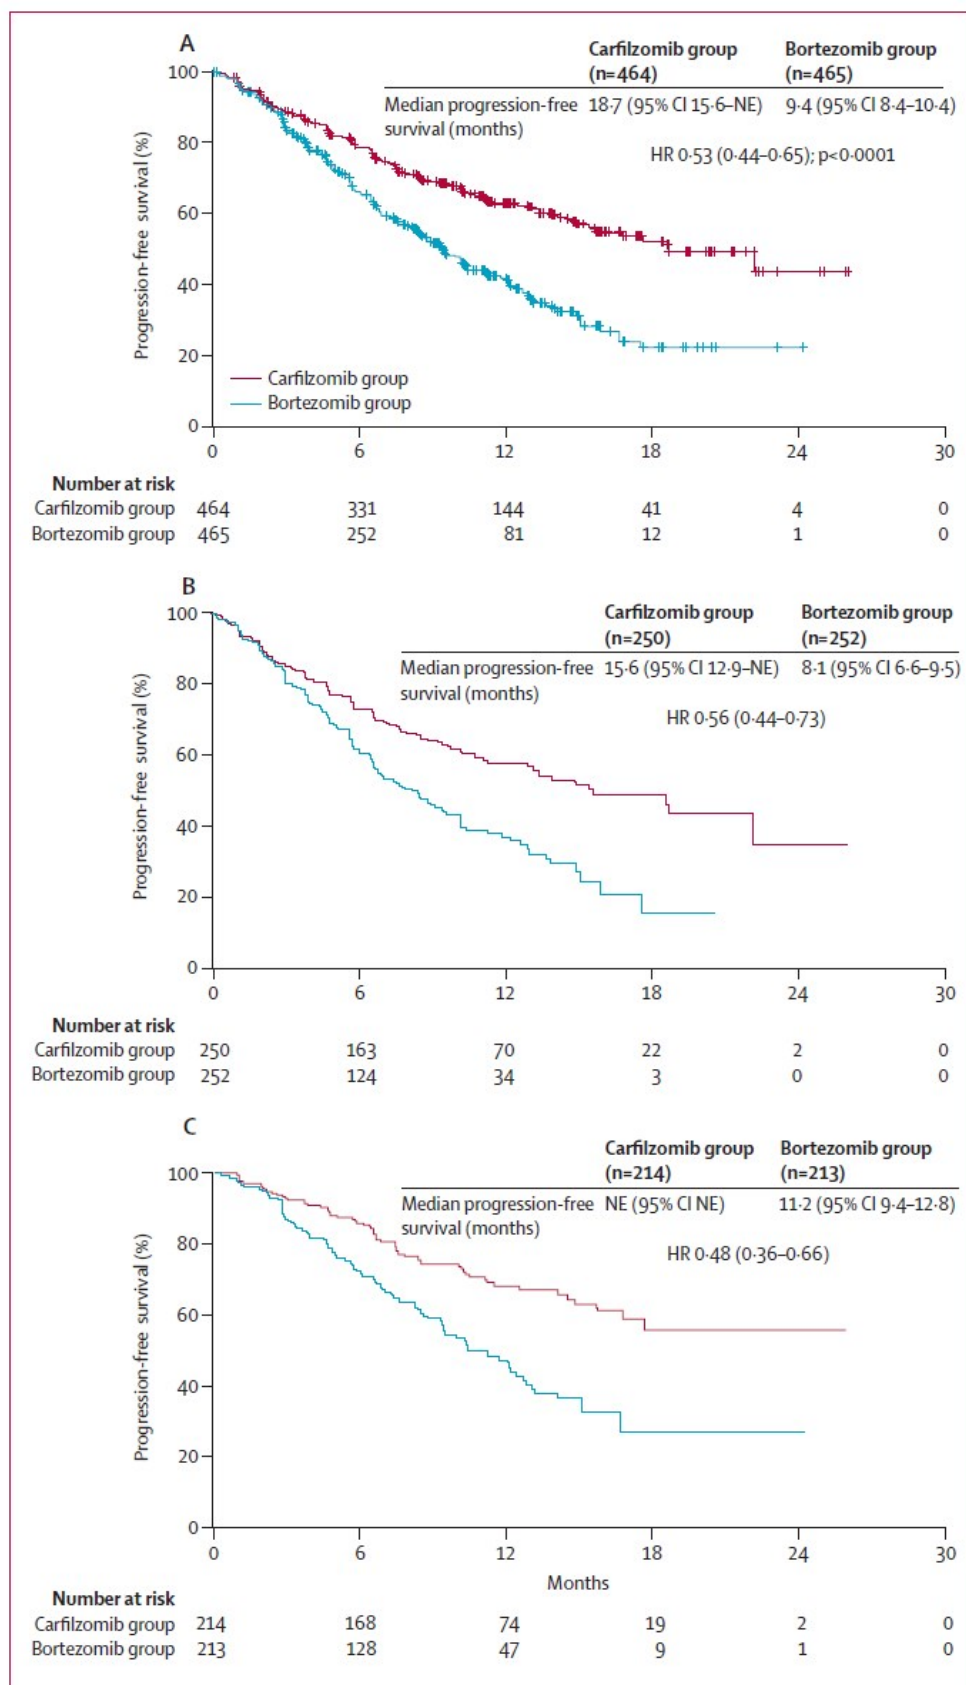 A
Carfilzomib group Bortezomib group
(n=464) (n=465)
Median progression-free 18·7 (95% CI 15·6–NE) 9·4 (95% CI 8·4–10·4)
survival (months)
HR 0·53 (0·44–0·65); p<0·0001
Progression-free survival (%)
100
80
60
40
20
0
Carfilzomib group
Bortezomib group
0 6 12 18 24 30
Number at risk
Carfilzomib group 464 331 144 41 4 0
Bortezomib group 465 252 81 12 1 0
B
Carfilzomib group Bortezomib group
(n=250) (n=252)
Median progression-free 15·6 (95% CI 12·9–NE) 8·1 (95% CI 6·6–9·5)
survival (months)
HR 0·56 (0·44–0·73)
Progression-free survival (%)
100
80
60
40
20
0
0 6 12 18 24 30
Number at risk
Carfilzomib group 250 163 70 22 2 0
Bortezomib group 252 124 34 3 0 0
C
Carfilzomib group Bortezomib group
(n=214) (n=213)
Median progression-free NE (95% CI NE) 11·2 (95% CI 9·4–12·8)
survival (months)
HR 0·48 (0·36–0·66)
Progression-free survival (%)
100
80
60
40
20
0
0 6 12 18 24 30
Months
Number at risk
Carfilzomib group 214 168 74 19 2 0
Bortezomib group 213 128 47 9 1 0